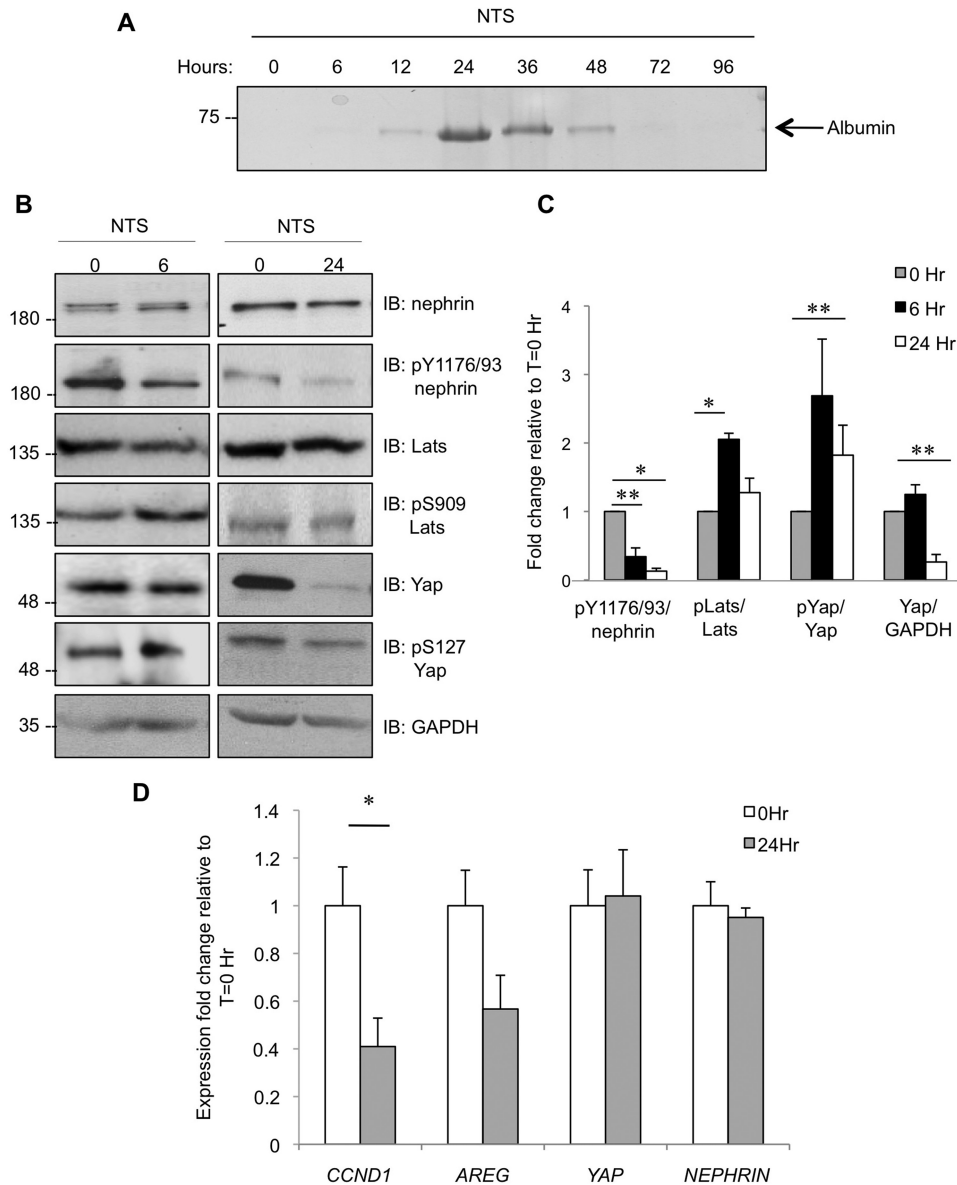 A
NTS
Hours: 0 6 12 24 36 48 72 96
75
Albumin
B
NTS NTS
0 6 0 24
180 IB: nephrin
180 IB: pY1176/93
nephrin
135 IB: Lats
135 IB: pS909
Lats
48 IB: Yap
48 IB: pS127
Yap
35 IB: GAPDH
C
0 Hr
6 Hr
24 Hr
Fold change relative to T=0 Hr
4
3
2
1
0
** * * ** **
pY1176/93/
nephrin
pLats/
Lats
pYap/
Yap
Yap/
GAPDH
D
*
0Hr
24Hr
Expression fold change relative to
T=0 Hr
1.4
1.2
1
0.8
0.6
0.4
0.2
0
CCND1 AREG YAP NEPHRIN